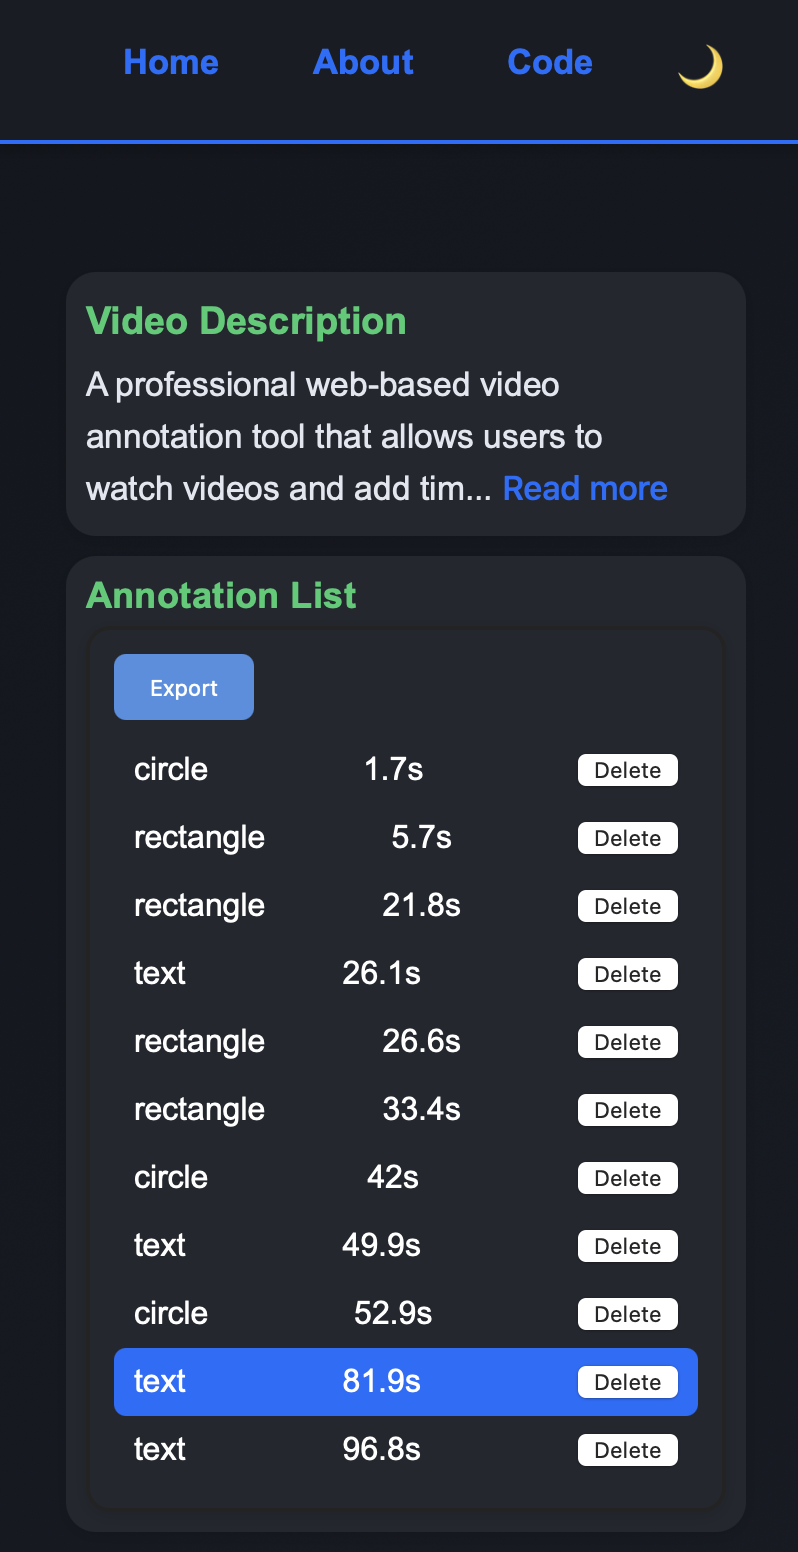 Home About Code
Video Description
A professional web-based video
annotation tool that allows users to
watch videos and add tim... Read more
Annotation List
Export
circle 1.7s Delete
rectangle 5.7s Delete
rectangle 21.8s Delete
text 26.1s Delete
rectangle 26.6s Delete
rectangle 33.4s Delete
circle 42s Delete
text 49.9s Delete
circle 52.9s Delete
text 81.9s Delete
text 96.8s Delete